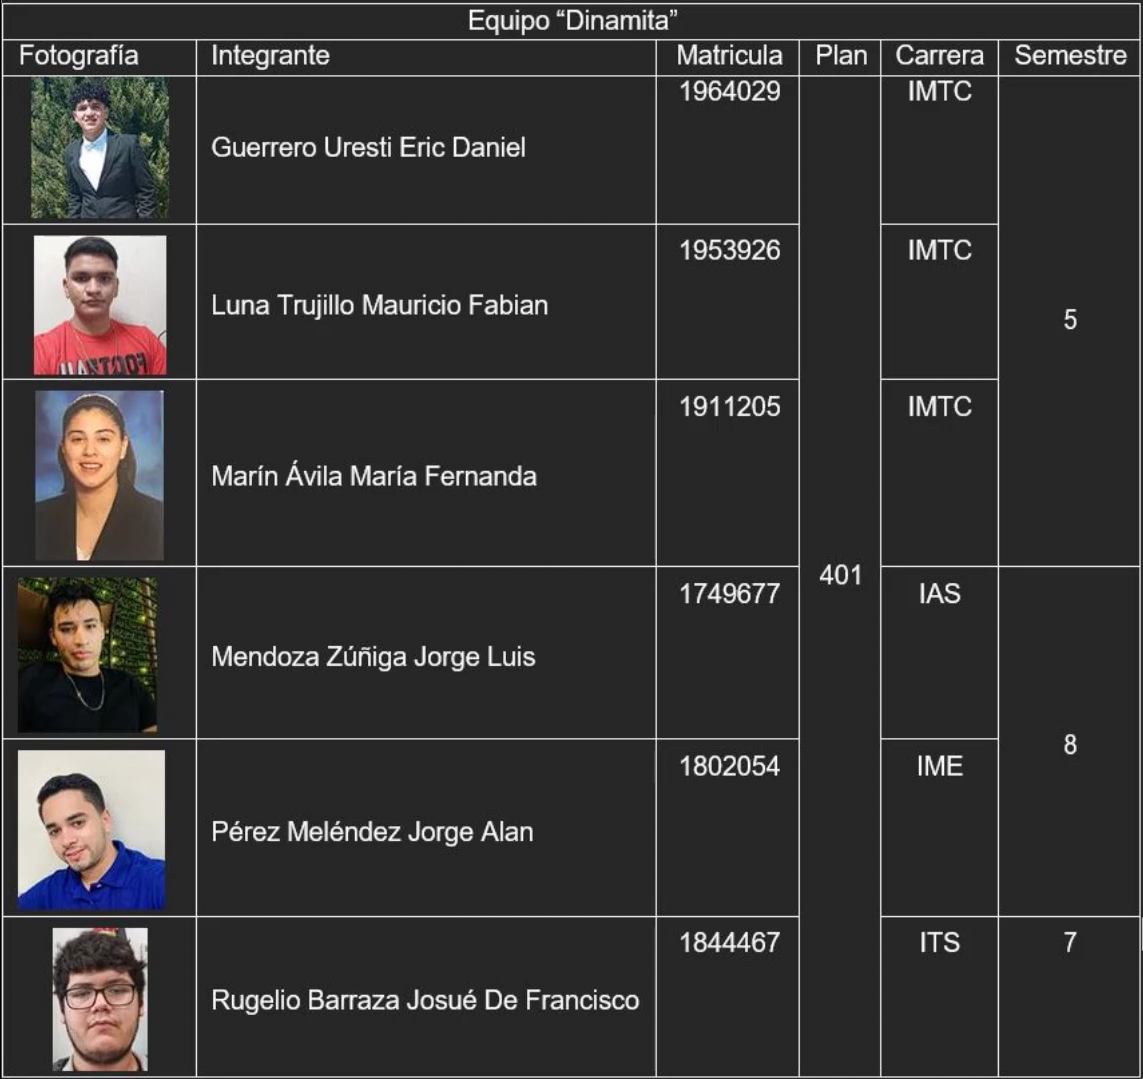 Equipo “Dinamita”
Fotografía Integrante Matricula Plan Carrera Semestre
Guerrero Uresti Eric Daniel 1964029 IMTC
Luna Trujillo Mauricio Fabian 1953926 IMTC
5
Marín Ávila María Fernanda 1911205 IMTC
401
Mendoza Zúñiga Jorge Luis 1749677 IAS
8
Pérez Meléndez Jorge Alan 1802054 IME
Rugelio Barraza Josué De Francisco 1844467 ITS 7